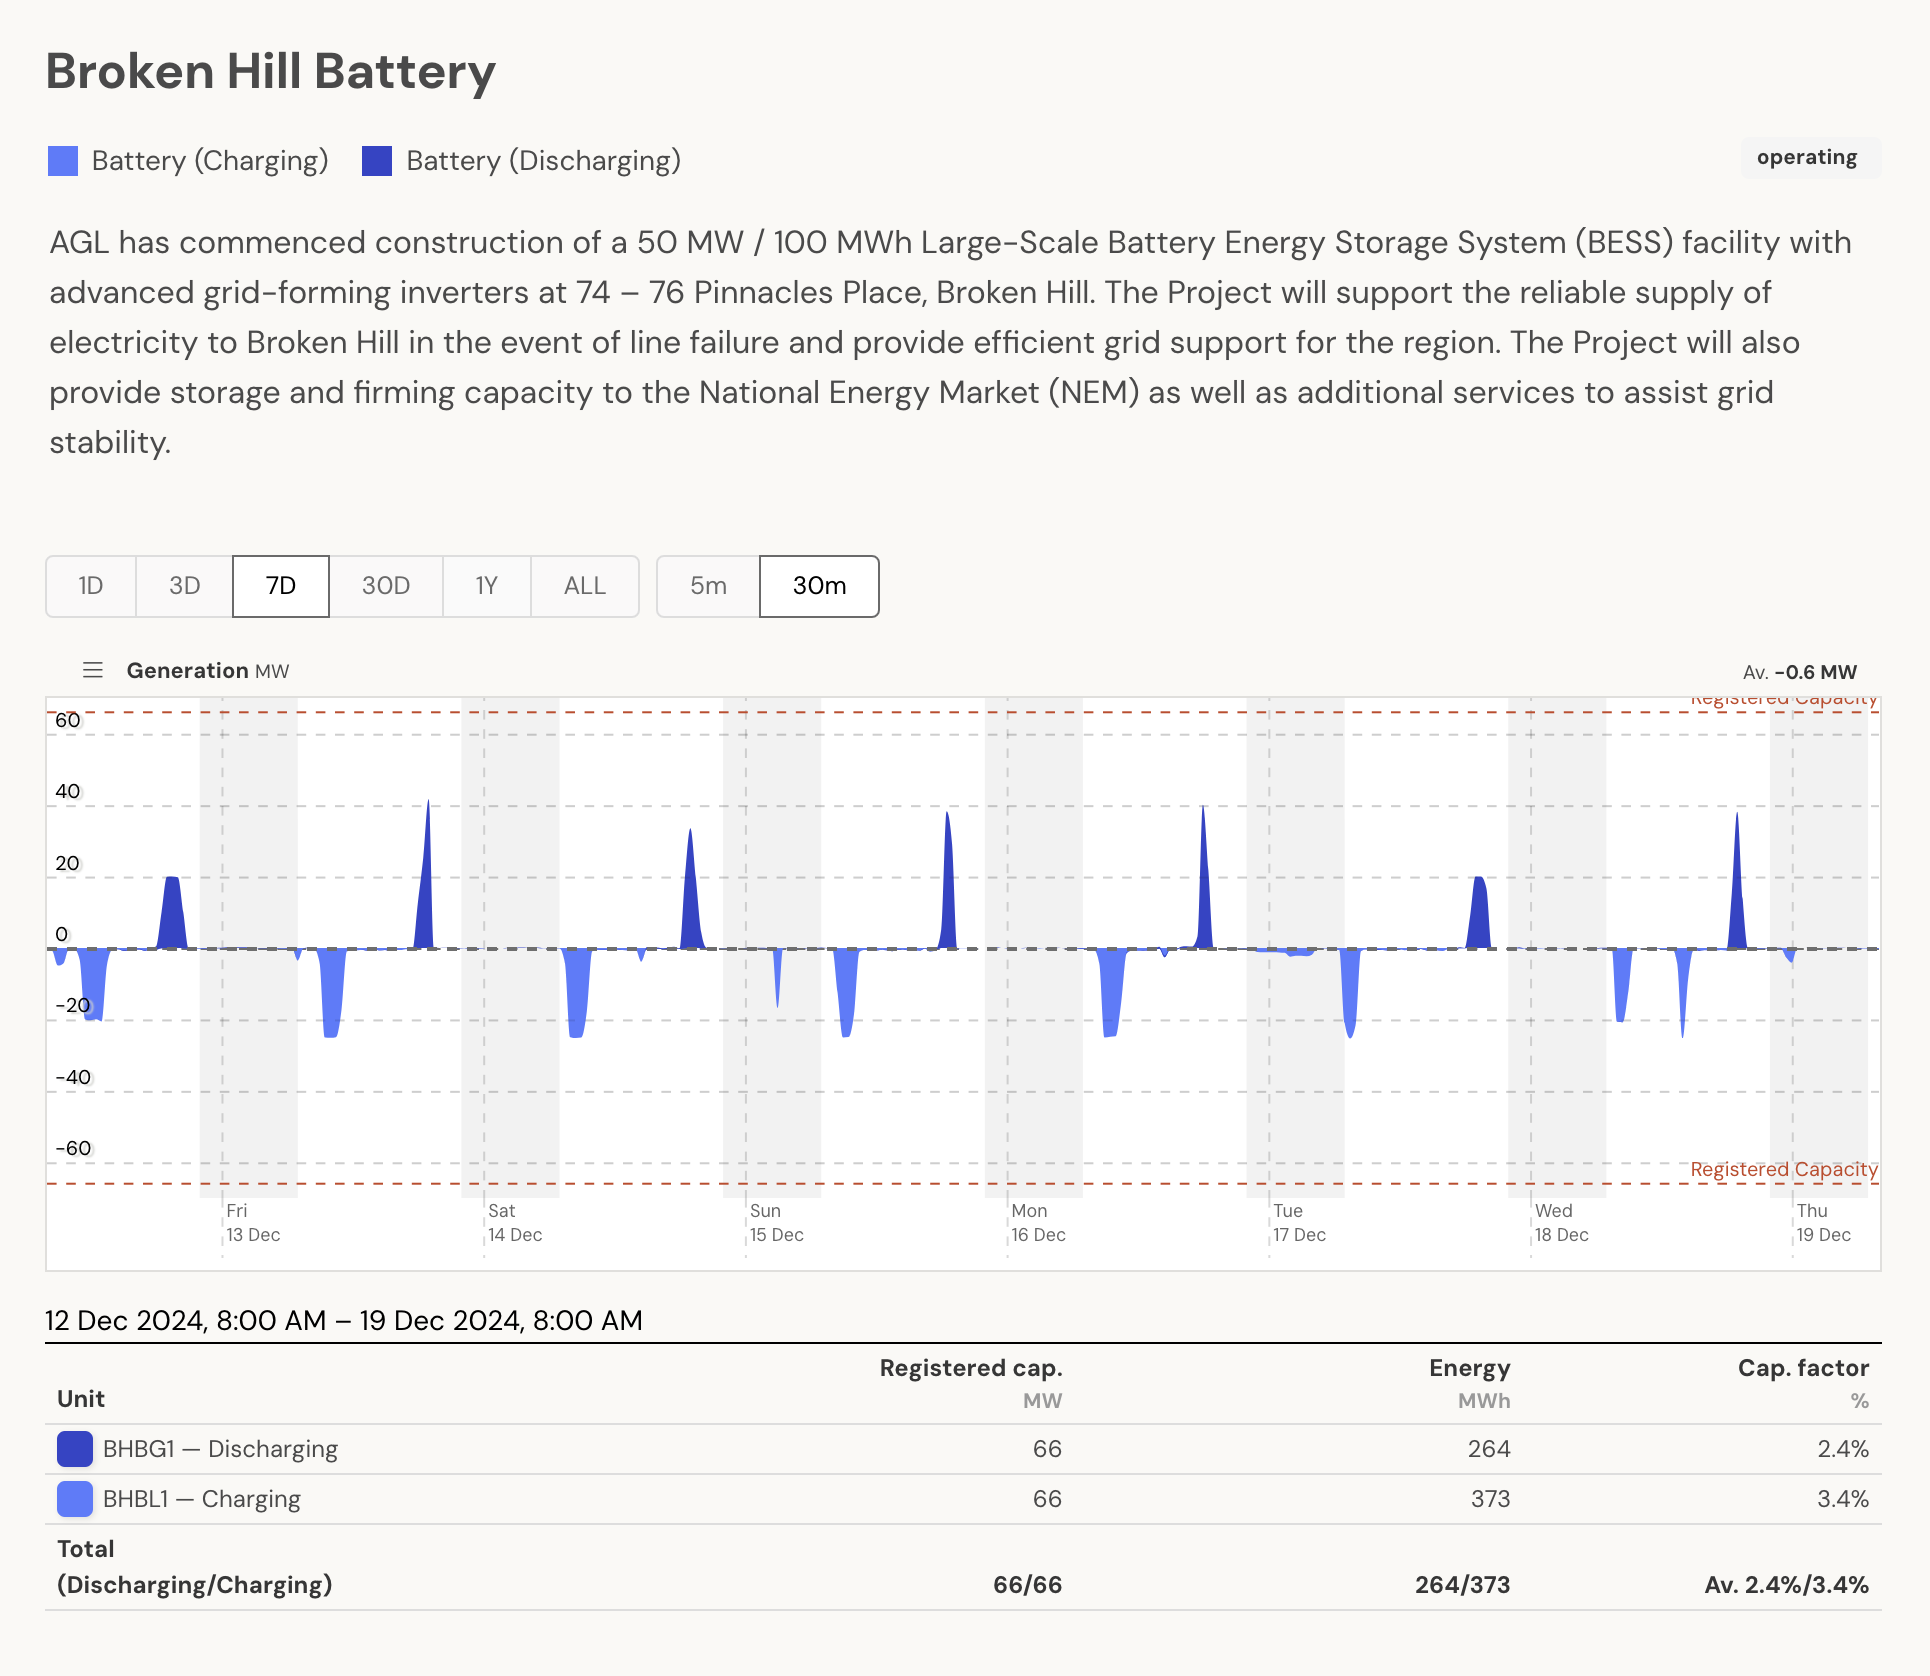 Broken Hill Battery
Battery (Charging) Battery (Discharging) operating
AGL has commenced construction of a 50 MW / 100 MWh Large-Scale Battery Energy Storage System (BESS) facility with
advanced grid-forming inverters at 74 – 76 Pinnacles Place, Broken Hill. The Project will support the reliable supply of
electricity to Broken Hill in the event of line failure and provide efficient grid support for the region. The Project will also
provide storage and firming capacity to the National Energy Market (NEM) as well as additional services to assist grid
stability.
1D 3D 7D 30D 1Y ALL 5m 30m
Generation MW Av. -0.6 MW
Registered Capacity
60
40
20
0
-20
-40
-60
Registered Capacity
Fri Sat Sun Mon Tue Wed Thu
13 Dec 14 Dec 15 Dec 16 Dec 17 Dec 18 Dec 19 Dec
12 Dec 2024, 8:00 AM – 19 Dec 2024, 8:00 AM
Registered cap. Energy Cap. factor
Unit MW MWh %
BHBG1 — Discharging 66 264 2.4%
BHBL1 — Charging 66 373 3.4%
Total
(Discharging/Charging) 66/66 264/373 Av. 2.4%/3.4%